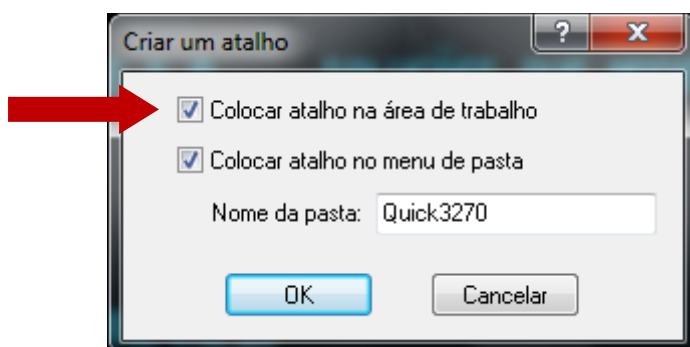 Criar um atalho
?
X
Colocar atalho na área de trabalho
Colocar atalho no menu de pasta
Nome da pasta: Quick3270
OK Cancelar